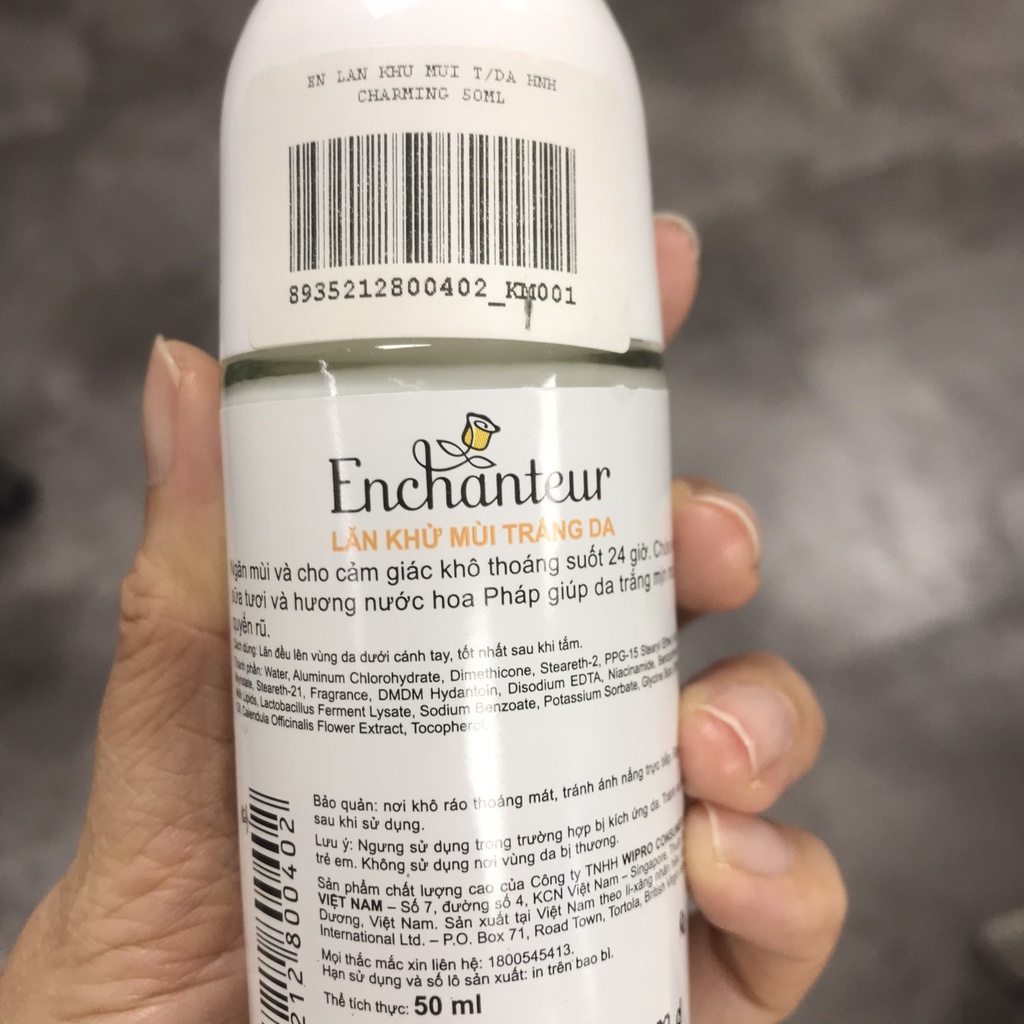 EN LAN KHU MUI T/DA HNH
CHARMING 50ML
8935212800402_KM001
Enchanteur
LĂN KHỬ MÙI TRẮNG DA
Ngăn mùi và cho cảm giác khô thoáng suốt 24 giờ.
sữa tươi và hương nước hoa Pháp giúp da trắng mịn
quyến rũ.
Cách dùng: Lăn đều lên vùng da dưới cánh tay, tốt nhất sau khi tắm.
Thành phần: Water, Aluminum Chlorohydrate, Dimethicone, Steareth-2, PPG-15 Stearyl Ether,
Steareth-21, Fragrance, DMDM Hydantoin, Disodium EDTA, Niacinamide,
Milk Lipids, Lactobacillus Ferment Lysate, Sodium Benzoate, Potassium Sorbate, Glycine
Calendula Officinalis Flower Extract, Tocopherol.
Bảo quản: nơi khô ráo thoáng mát, tránh ánh nắng trực tiếp.
sau khi sử dụng.
Lưu ý: Ngưng sử dụng trong trường hợp bị kích ứng da.
trẻ em. Không sử dụng nơi vùng da bị thương.
Sản phẩm chất lượng cao của Công ty TNHH WIPRO
VIỆT NAM – Số 7, đường số 4, KCN Việt Nam – Singapore,
Dương, Việt Nam. Sản xuất tại Việt Nam theo li-xăng nhãn
International Ltd. – P.O. Box 71, Road Town, Tortola, British
Mọi thắc mắc xin liên hệ: 1800545413.
Hạn sử dụng và số lô sản xuất: in trên bao bì.
Thể tích thực: 50 ml
212800402